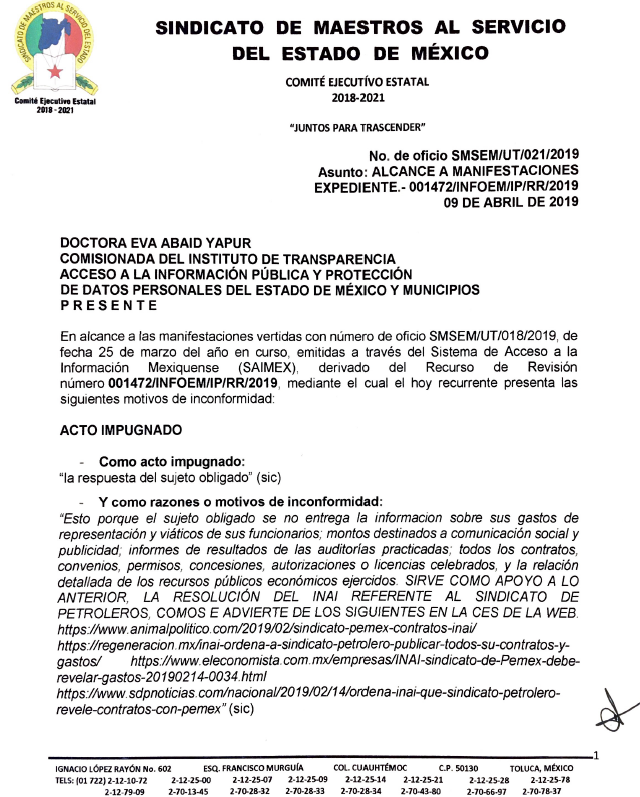 SINDICATO DE MAESTROS AL SERVICIO DEL ESTADO
Comité Ejecutivo Estatal
2018 - 2021
SINDICATO DE MAESTROS AL SERVICIO
DEL ESTADO DE MÉXICO
COMITÉ EJECUTÍVO ESTATAL
2018-2021
“JUNTOS PARA TRASCENDER”
No. de oficio SMSEM/UT/021/2019
Asunto: ALCANCE A MANIFESTACIONES
EXPEDIENTE.- 001472/INFOEM/IP/RR/2019
09 DE ABRIL DE 2019
DOCTORA EVA ABAID YAPUR
COMISIONADA DEL INSTITUTO DE TRANSPARENCIA
ACCESO A LA INFORMACIÓN PÚBLICA Y PROTECCIÓN
DE DATOS PERSONALES DEL ESTADO DE MÉXICO Y MUNICIPIOS
P R E S E N T E
En alcance a las manifestaciones vertidas con número de oficio SMSEM/UT/018/2019, de
fecha 25 de marzo del año en curso, emitidas a través del Sistema de Acceso a la
Información Mexiquense (SAIMEX), derivado del Recurso de Revisión
número 001472/INFOEM/IP/RR/2019, mediante el cual el hoy recurrente presenta las
siguientes motivos de inconformidad:
ACTO IMPUGNADO
- Como acto impugnado:
“la respuesta del sujeto obligado” (sic)
- Y como razones o motivos de inconformidad:
“Esto porque el sujeto obligado se no entrega la informacion sobre sus gastos de
representación y viáticos de sus funcionarios; montos destinados a comunicación social y
publicidad; informes de resultados de las auditorías practicadas; todos los contratos,
convenios, permisos, concesiones, autorizaciones o licencias celebrados, y la relación
detallada de los recursos públicos económicos ejercidos. SIRVE COMO APOYO A LO
ANTERIOR, LA RESOLUCIÓN DEL INAI REFERENTE AL SINDICATO DE
PETROLEROS, COMOS E ADVIERTE DE LOS SIGUIENTES EN LA CES DE LA WEB.
https://www.animalpolitico.com/2019/02/sindicato-pemex-contratos-inai/
https://regeneracion.mx/inai-ordena-a-sindicato-petrolero-publicar-todos-su-contratos-y-
gastos/ https://www.eleconomista.com.mx/empresas/INAI-sindicato-de-Pemex-debe-
revelar-gastos-20190214-0034.html
https://www.sdpnoticias.com/nacional/2019/02/14/ordena-inai-que-sindicato-petrolero-
revele-contratos-con-pemex” (sic)
1
IGNACIO LÓPEZ RAYÓN No. 602 ESQ. FRANCISCO MURGUÍA COL. CUAUHTÉMOC C.P. 50130 TOLUCA, MÉXICO
TELS: (01 722) 2-12-10-72 2-12-25-00 2-12-25-07 2-12-25-09 2-12-25-14 2-12-25-21 2-12-25-28 2-12-25-78
2-12-79-09 2-70-13-45 2-70-28-32 2-70-28-33 2-70-28-34 2-70-43-80 2-70-66-97 2-70-78-37